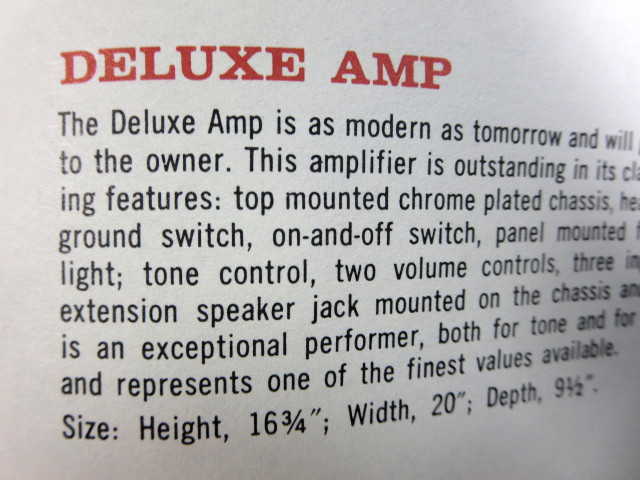 DELUXE AMP
The Deluxe Amp is as modern as tomorrow and will
to the owner. This amplifier is outstanding in its
ing features: top mounted chrome plated chassis,
ground switch, on-and-off switch, panel mounted
light; tone control, two volume controls, three
extension speaker jack mounted on the chassis and
is an exceptional performer, both for tone and for
and represents one of the finest values available.
Size: Height, 16¾"; Width, 20"; Depth, 9½".